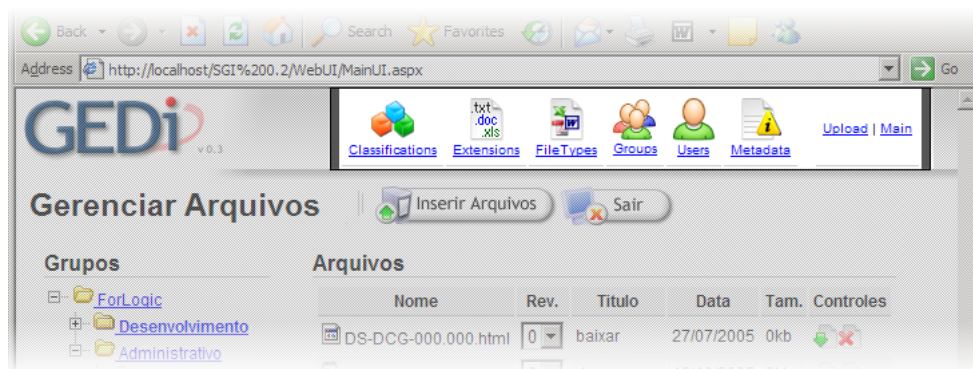 Back Search Favorites
Address http://localhost/SGI%200.2/WebUI/MainUI.aspx Go
GEDi v 0.3
.txt
.doc
.xls
Classifications Extensions FileTypes Groups Users Metadata Upload | Main
Gerenciar Arquivos Inserir Arquivos Sair
Grupos Arquivos
ForLogic Nome Rev. Titulo Data Tam. Controles
Desenvolvimento DS-DCG-000.000.html 0 baixar 27/07/2005 0kb
Administrativo